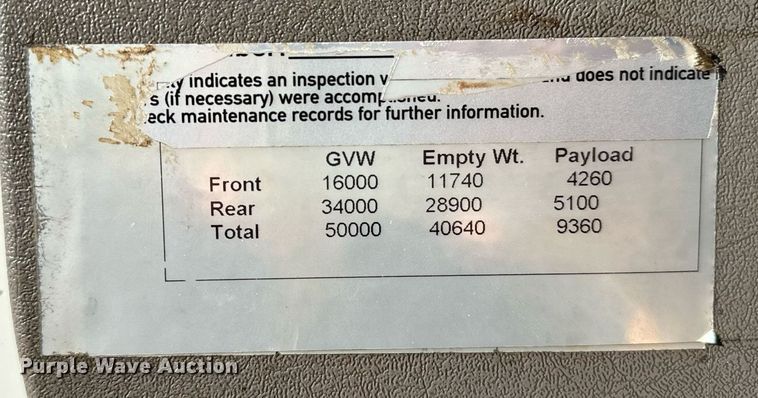 indicates an inspection does not indicate
(if necessary) were
maintenance records for further information.
GVW Empty Wt. Payload
Front 16000 11740 4260
Rear 34000 28900 5100
Total 50000 40640 9360
Purple Wave Auction